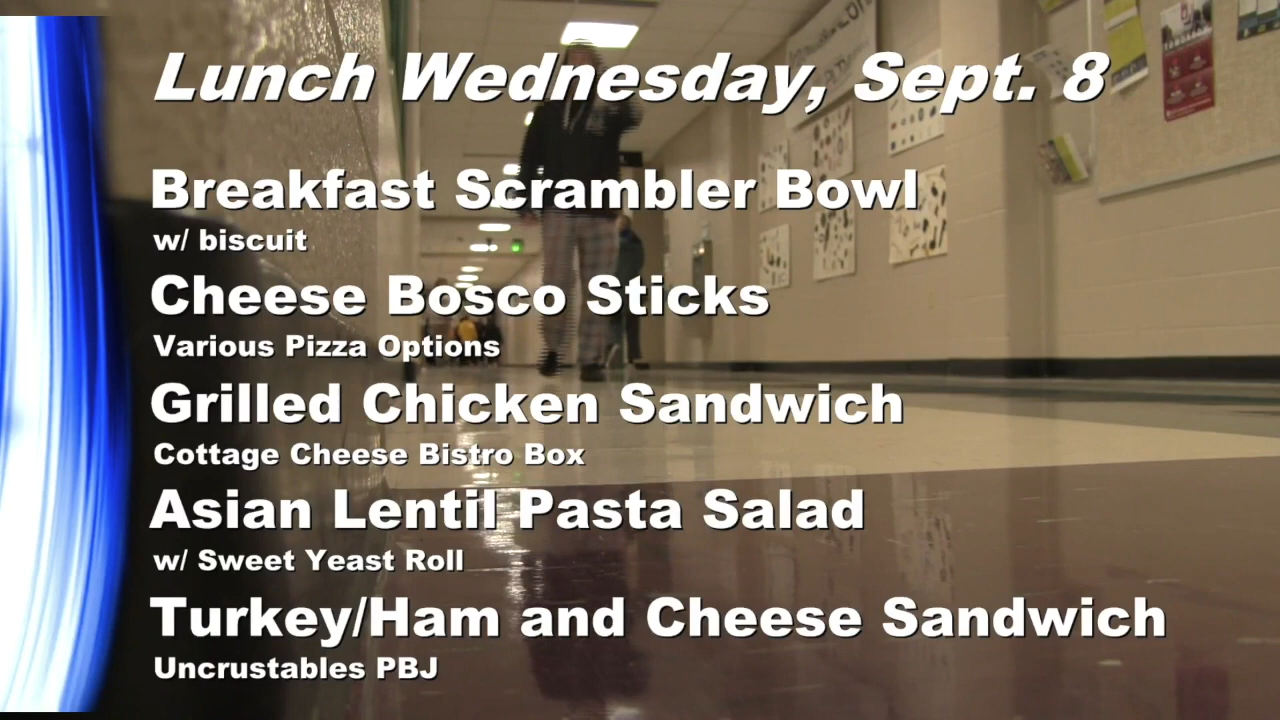 Lunch Wednesday, Sept. 8
Breakfast Scrambler Bowl
w/ biscuit
Cheese Bosco Sticks
Various Pizza Options
Grilled Chicken Sandwich
Cottage Cheese Bistro Box
Asian Lentil Pasta Salad
w/ Sweet Yeast Roll
Turkey/Ham and Cheese Sandwich
Uncrustables PBJ